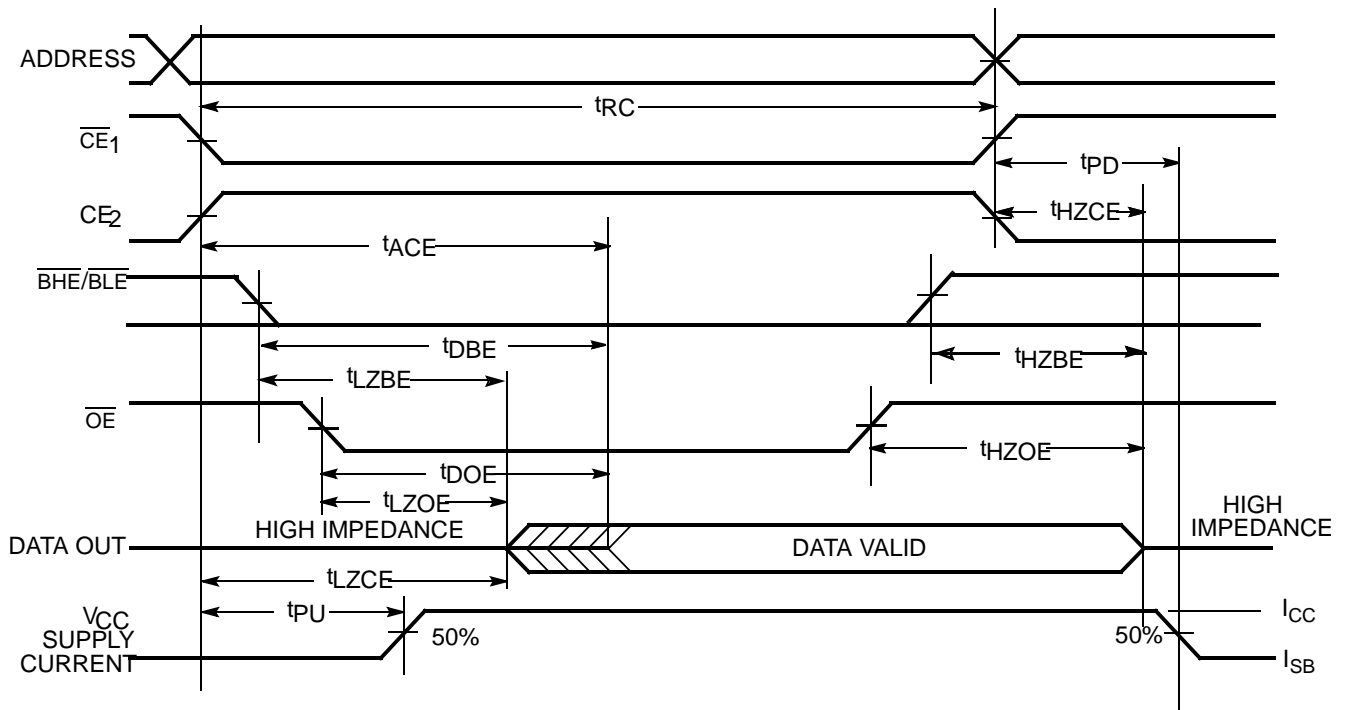 ADDRESS
tRC
CE1
tPD
CE2
tHZCE
tACE
BHE/BLE
tDBE
tHZBE
tLZBE
OE
tHZOE
tDOE
tLZOE
HIGH IMPEDANCE
HIGH
IMPEDANCE
DATA OUT
DATA VALID
tLZCE
tPU
VCC
SUPPLY
CURRENT
50%
50%
ICC
ISB